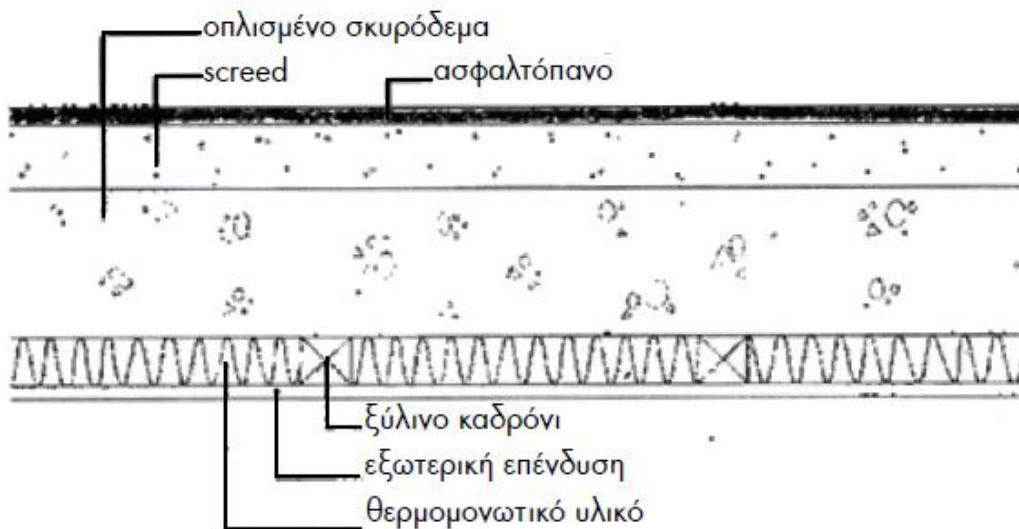 οπλισμένο σκυρόδεμα
screed
ασφαλτόπανο
ξύλινο καδρόνι
εξωτερική επένδυση
θερμομονωτικό υλικό